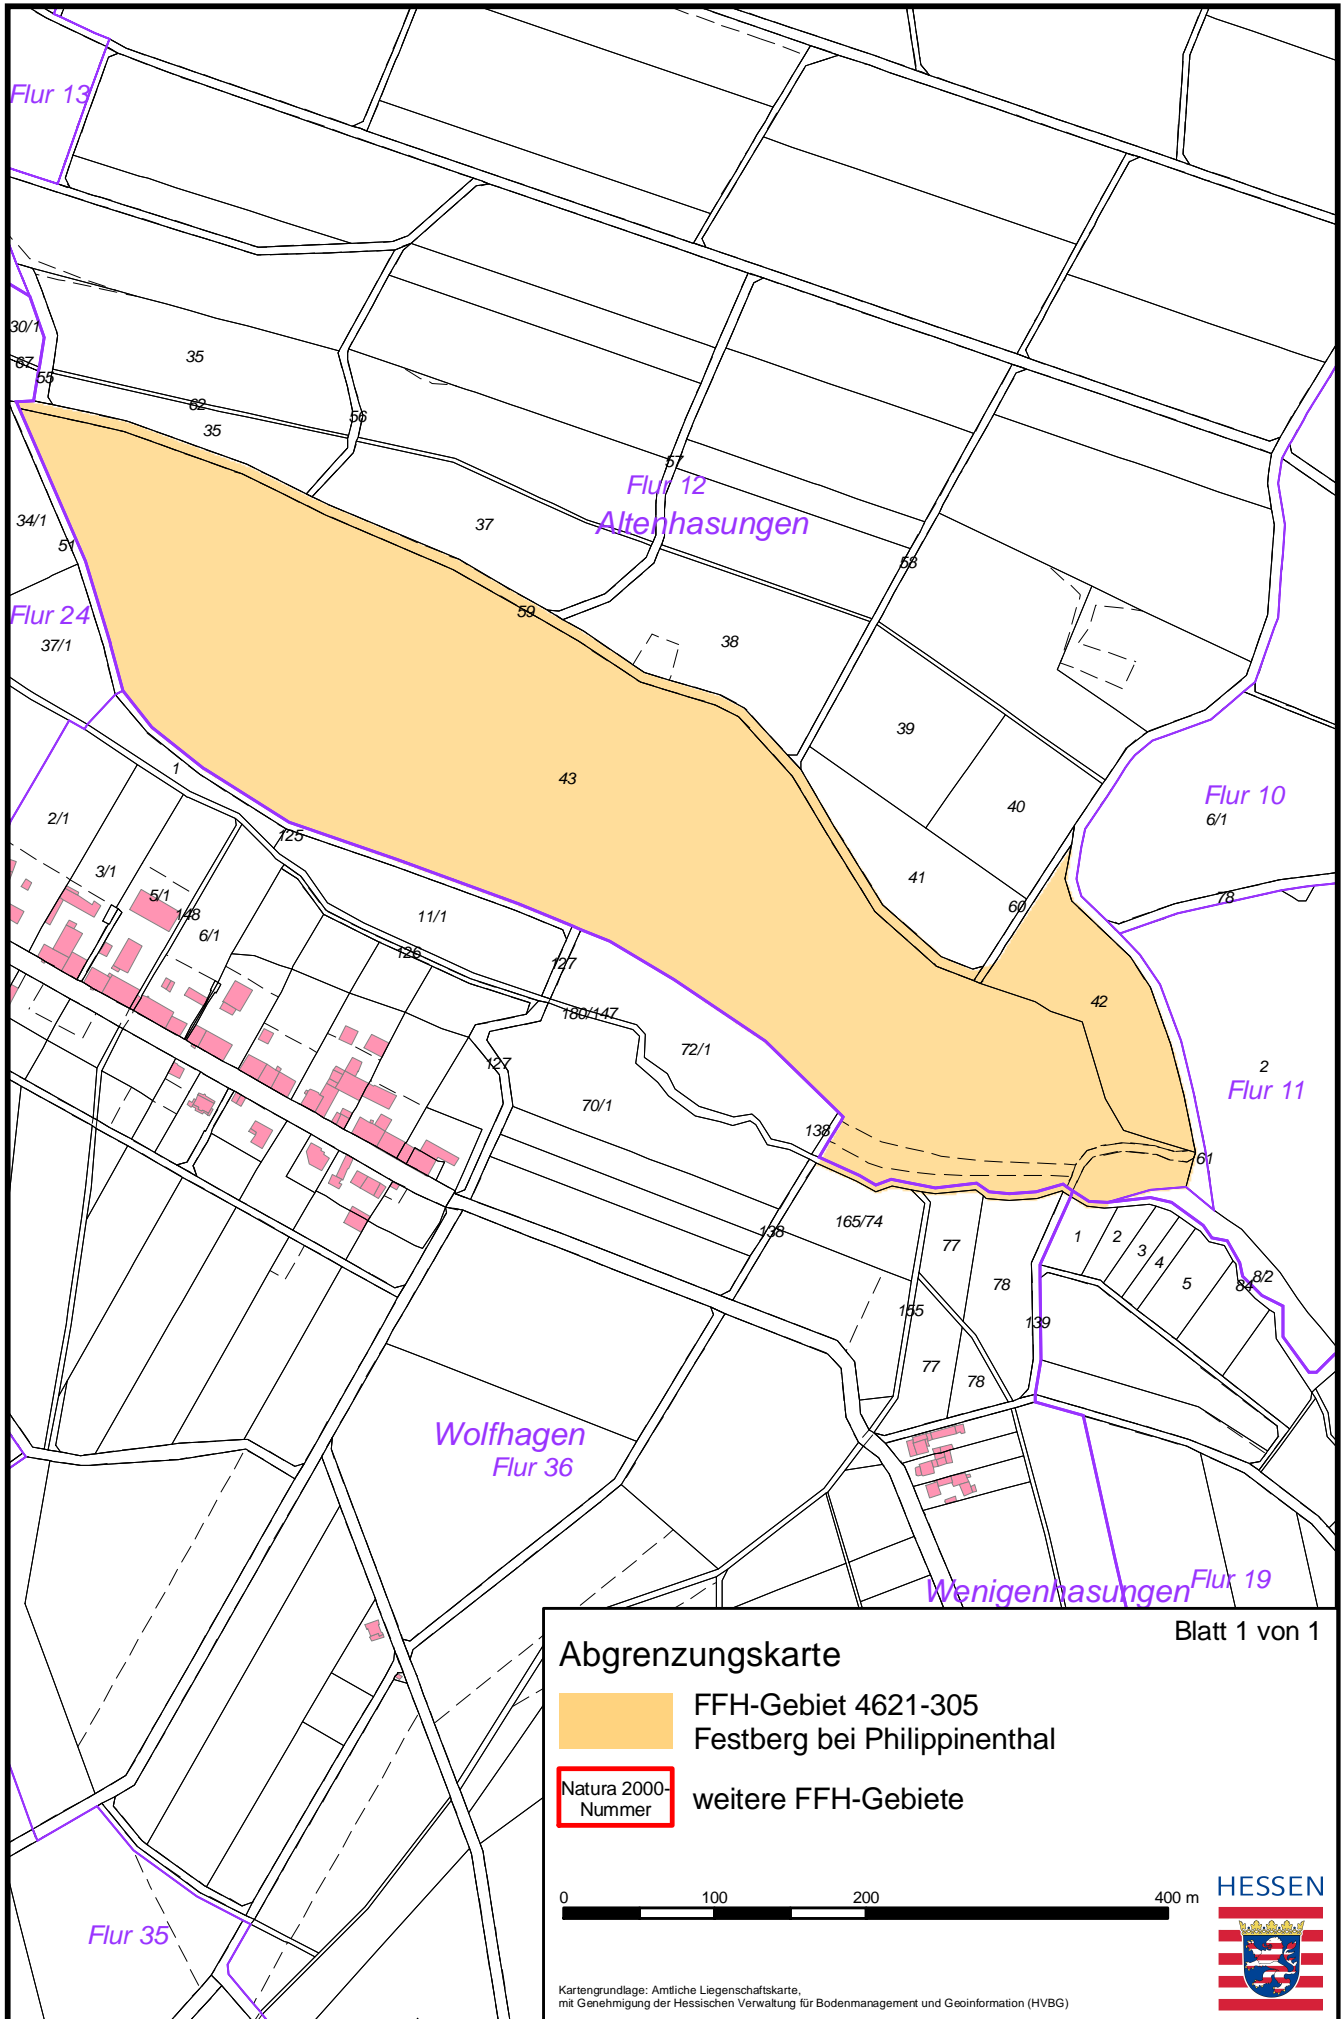 Flur 13
30/1
67
55
35
62
35
56
57
Flur 12
Altenhasungen
37
34/1
51
58
59
38
Flur 24
37/1
39
43
1
40
Flur 10
6/1
2/1
125
3/1
5/1
148
6/1
11/1
41
60
78
126
127
42
180/147
72/1
127
2
Flur 11
70/1
138
61
138
165/74
77
1
2
3
4
5
84
8/2
78
155
139
77
78
Wolfhagen
Flur 36
Wenigenhasungen
Flur 19
Flur 35
Blatt 1 von 1
Abgrenzungskarte
FFH-Gebiet 4621-305
Festberg bei Philippinenthal
Natura 2000-
Nummer
weitere FFH-Gebiete
0 100 200 400 m
HESSEN
Kartengrundlage: Amtliche Liegenschaftskarte,
mit Genehmigung der Hessischen Verwaltung für Bodenmanagement und Geoinformation (HVBG)